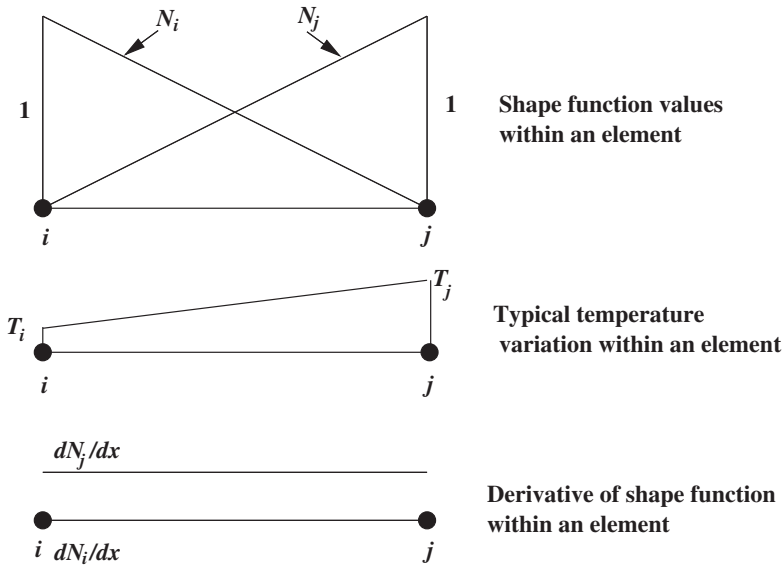 N_i
N_j
1
1
Shape function values
within an element
i
j
T_i
T_j
Typical temperature
variation within an element
i
j
dN_j/dx
Derivative of shape function
within an element
i
dN_i/dx
j